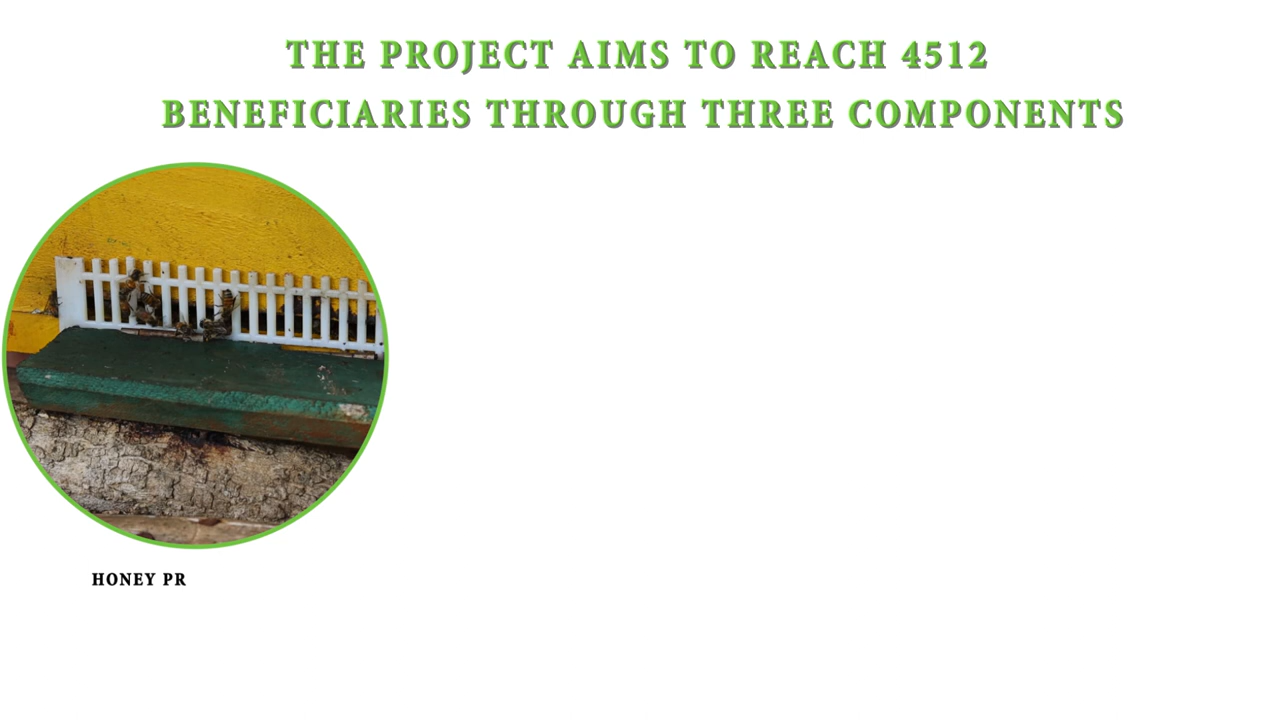 THE PROJECT AIMS TO REACH 4512
BENEFICIARIES THROUGH THREE COMPONENTS
HONEY PR